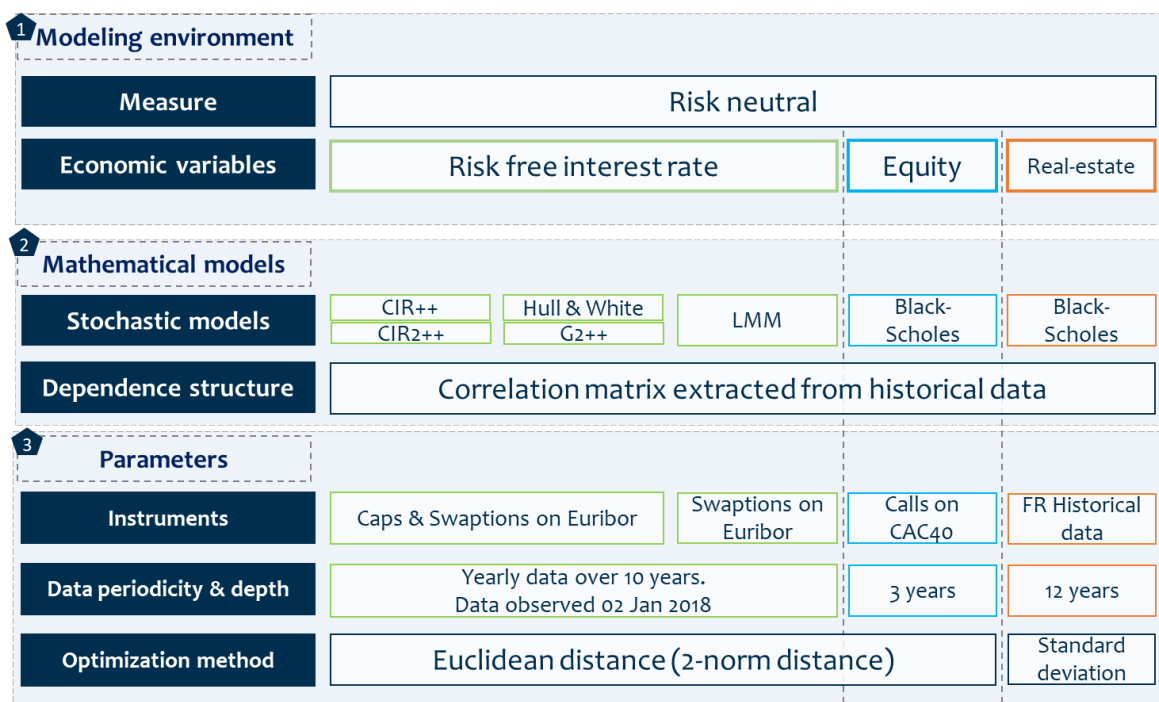 1
Modeling environment
Measure
Risk neutral
Economic variables
Risk free interest rate
Equity
Real-estate
2
Mathematical models
Stochastic models
CIR++
CIR2++
Hull & White
G2++
LMM
Black-
Scholes
Black-
Scholes
Dependence structure
Correlation matrix extracted from historical data
3
Parameters
Instruments
Caps & Swaptions on Euribor
Swaptions on
Euribor
Calls on
CAC40
FR Historical
data
Data periodicity & depth
Yearly data over 10 years.
Data observed 02 Jan 2018
3 years
12 years
Optimization method
Euclidean distance (2-norm distance)
Standard
deviation